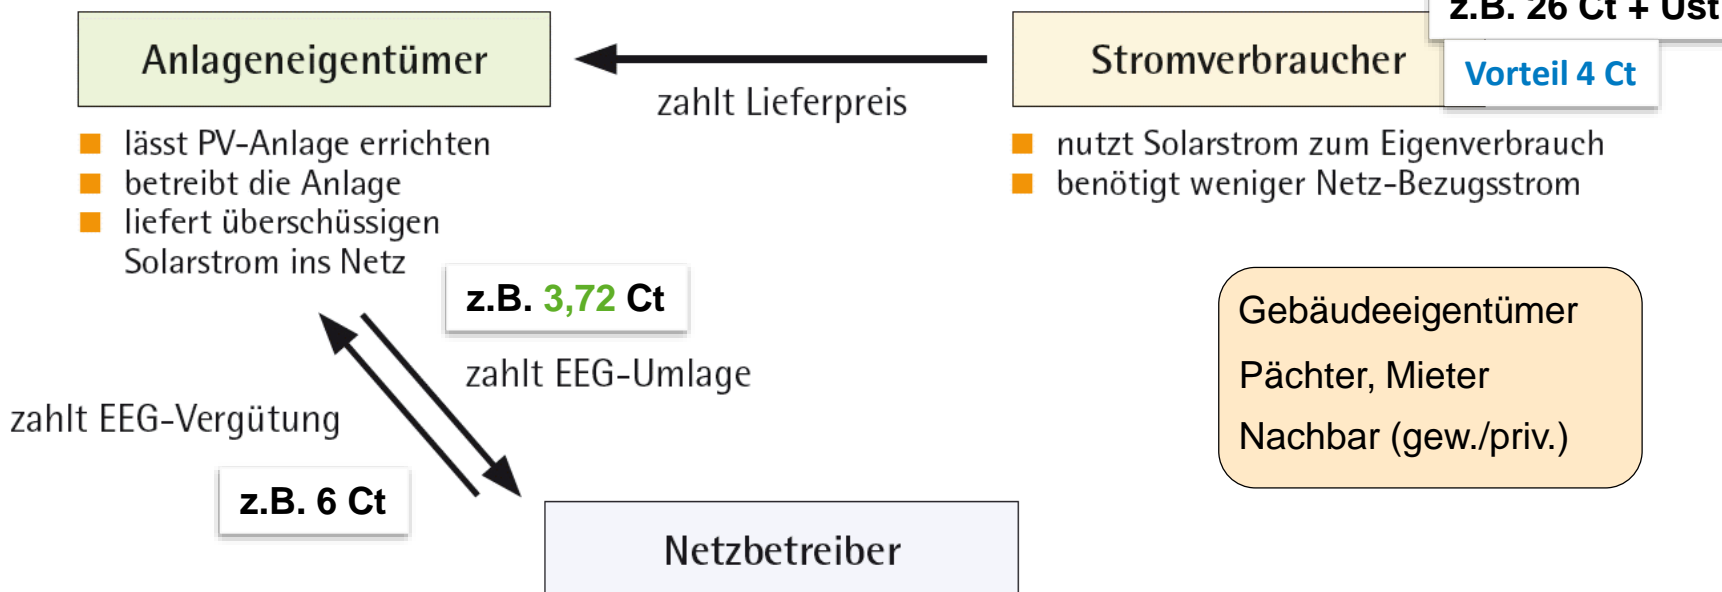 z.B. 26 Ct + Ust
Anlageneigentümer
Stromverbraucher
Vorteil 4 Ct
zahlt Lieferpreis
lässt PV-Anlage errichten
betreibt die Anlage
liefert überschüssigen
Solarstrom ins Netz
nutzt Solarstrom zum Eigenverbrauch
benötigt weniger Netz-Bezugsstrom
z.B. 3,72 Ct
zahlt EEG-Umlage
zahlt EEG-Vergütung
z.B. 6 Ct
Gebäudeeigentümer
Pächter, Mieter
Nachbar (gew./priv.)
Netzbetreiber